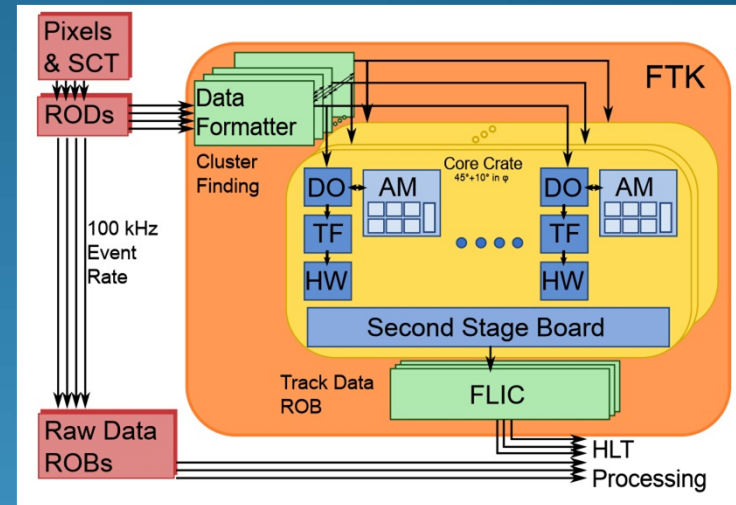 Pixels
& SCT
RODs
Data
Formatter
FTK
Cluster
Finding
Core Crate
45°+10° in φ
DO
AM
DO
AM
TF
TF
HW
HW
100 kHz
Event
Rate
Second Stage Board
Track Data
ROB
FLIC
Raw Data
ROBs
HLT
Processing